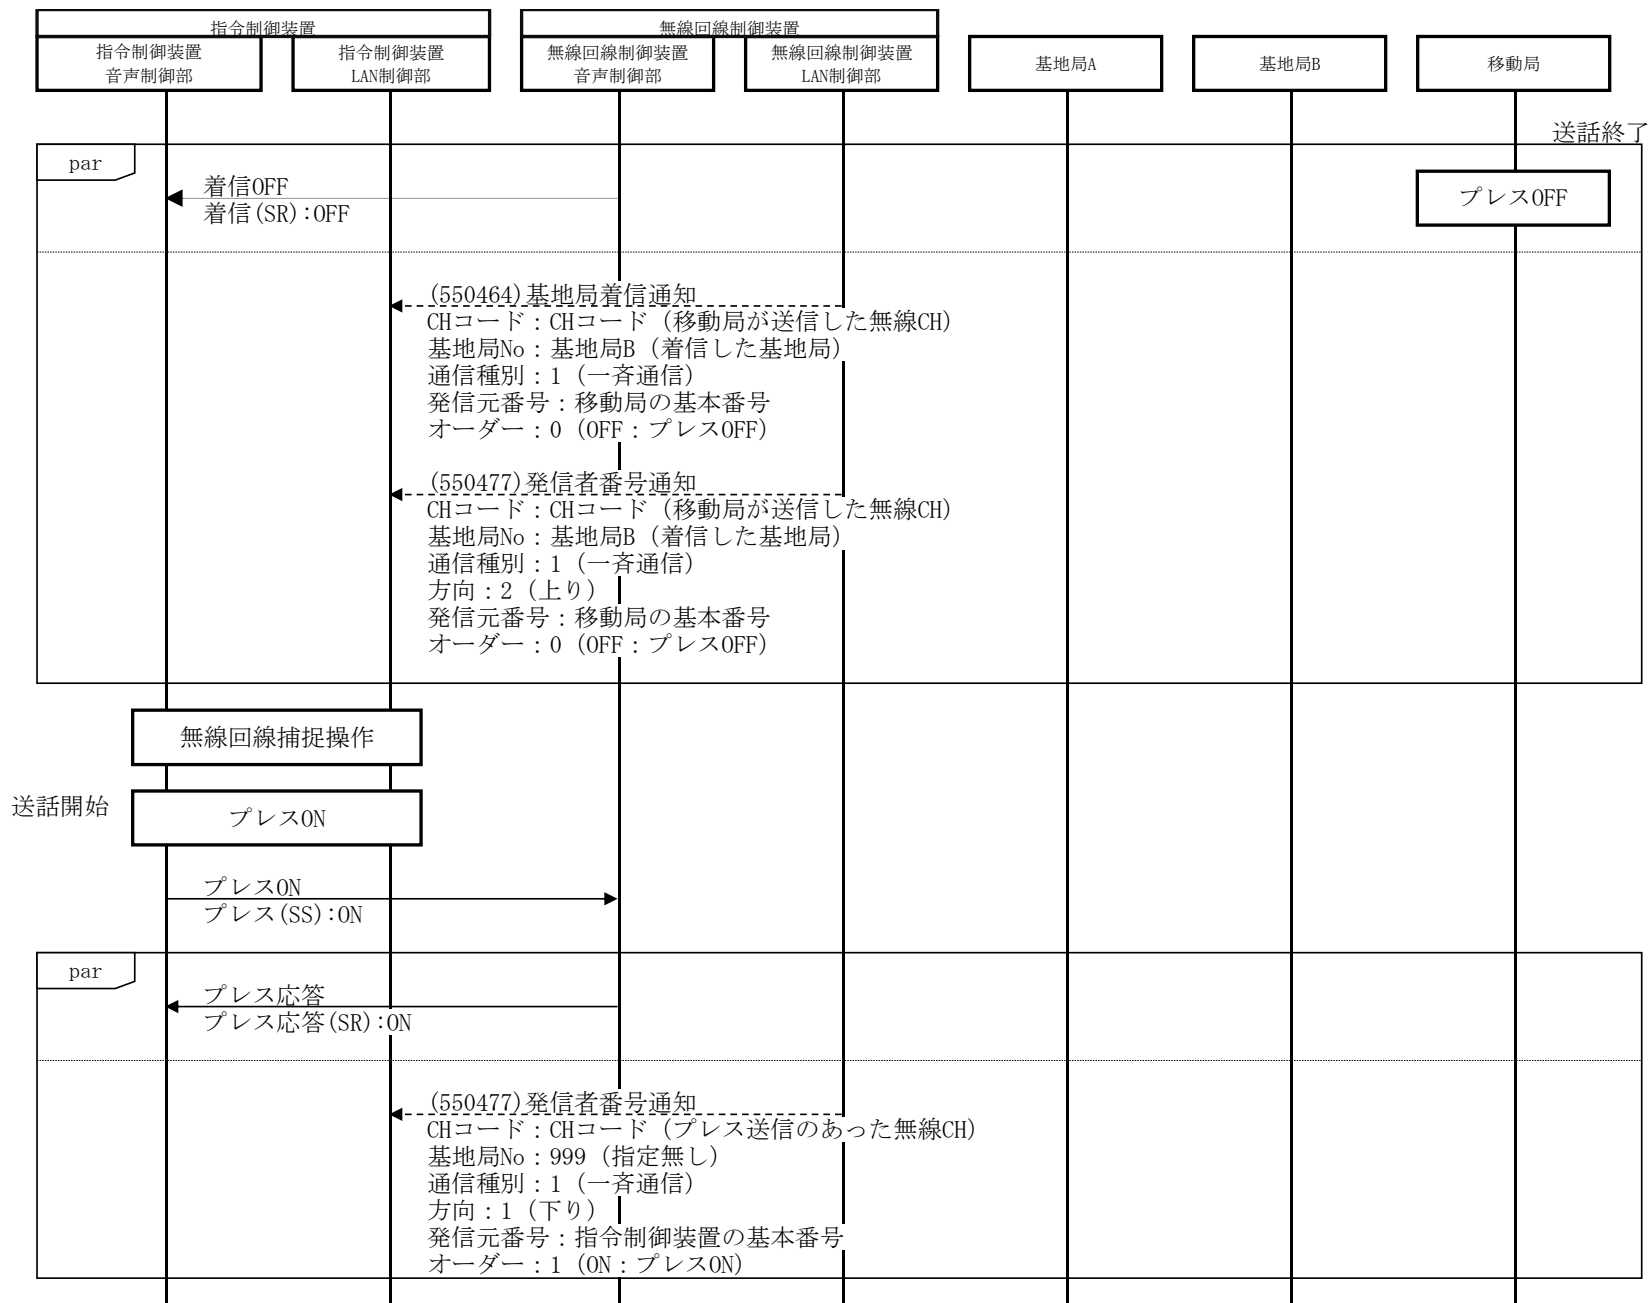 指令制御装置
無線回線制御装置
指令制御装置
音声制御部
指令制御装置
LAN制御部
無線回線制御装置
音声制御部
無線回線制御装置
LAN制御部
基地局A
基地局B
移動局
送話終了
par
プレスOFF
着信OFF
着信(SR):OFF
(550464)基地局着信通知
CHコード：CHコード（移動局が送信した無線CH）
基地局No：基地局B（着信した基地局）
通信種別：1（一斉通信）
発信元番号：移動局の基本番号
オーダー：0（OFF：プレスOFF）
(550477)発信者番号通知
CHコード：CHコード（移動局が送信した無線CH）
基地局No：基地局B（着信した基地局）
通信種別：1（一斉通信）
方向：2（上り）
発信元番号：移動局の基本番号
オーダー：0（OFF：プレスOFF）
無線回線捕捉操作
送話開始
プレスON
プレスON
プレス(SS):ON
par
プレス応答
プレス応答(SR):ON
(550477)発信者番号通知
CHコード：CHコード（プレス送信のあった無線CH）
基地局No：999（指定無し）
通信種別：1（一斉通信）
方向：1（下り）
発信元番号：指令制御装置の基本番号
オーダー：1（ON：プレスON）